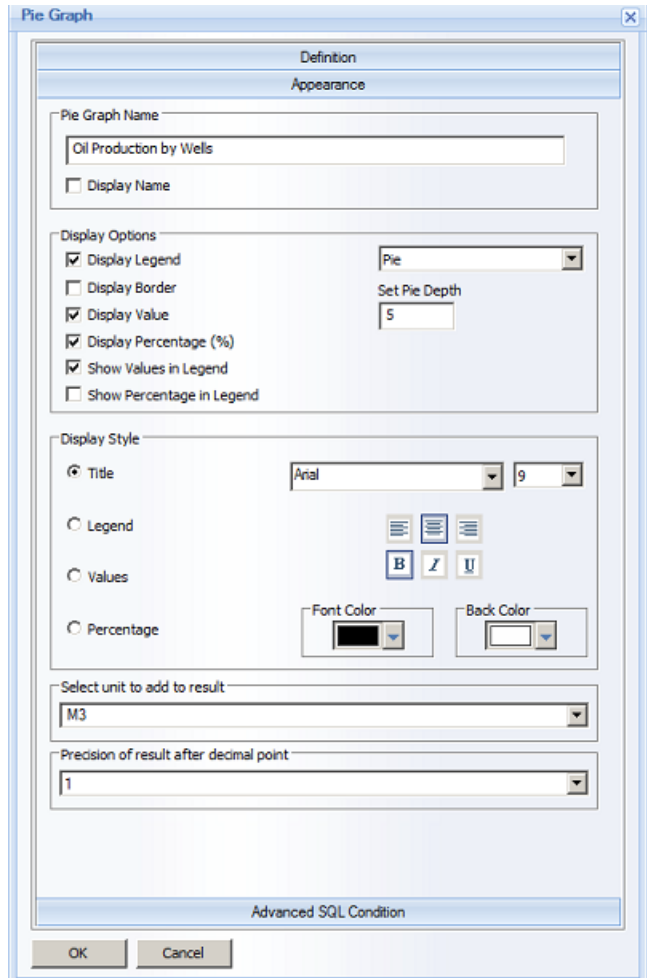 Pie Graph
Definition
Appearance
Pie Graph Name
Oil Production by Wells
Display Name
Display Options
Display Legend
Pie
Display Border
Set Pie Depth
Display Value
5
Display Percentage (%)
Show Values in Legend
Show Percentage in Legend
Display Style
Title
Arial
9
Legend
B I U
Values
Font Color
Back Color
Percentage
Select unit to add to result
M3
Precision of result after decimal point
1
Advanced SQL Condition
OK
Cancel